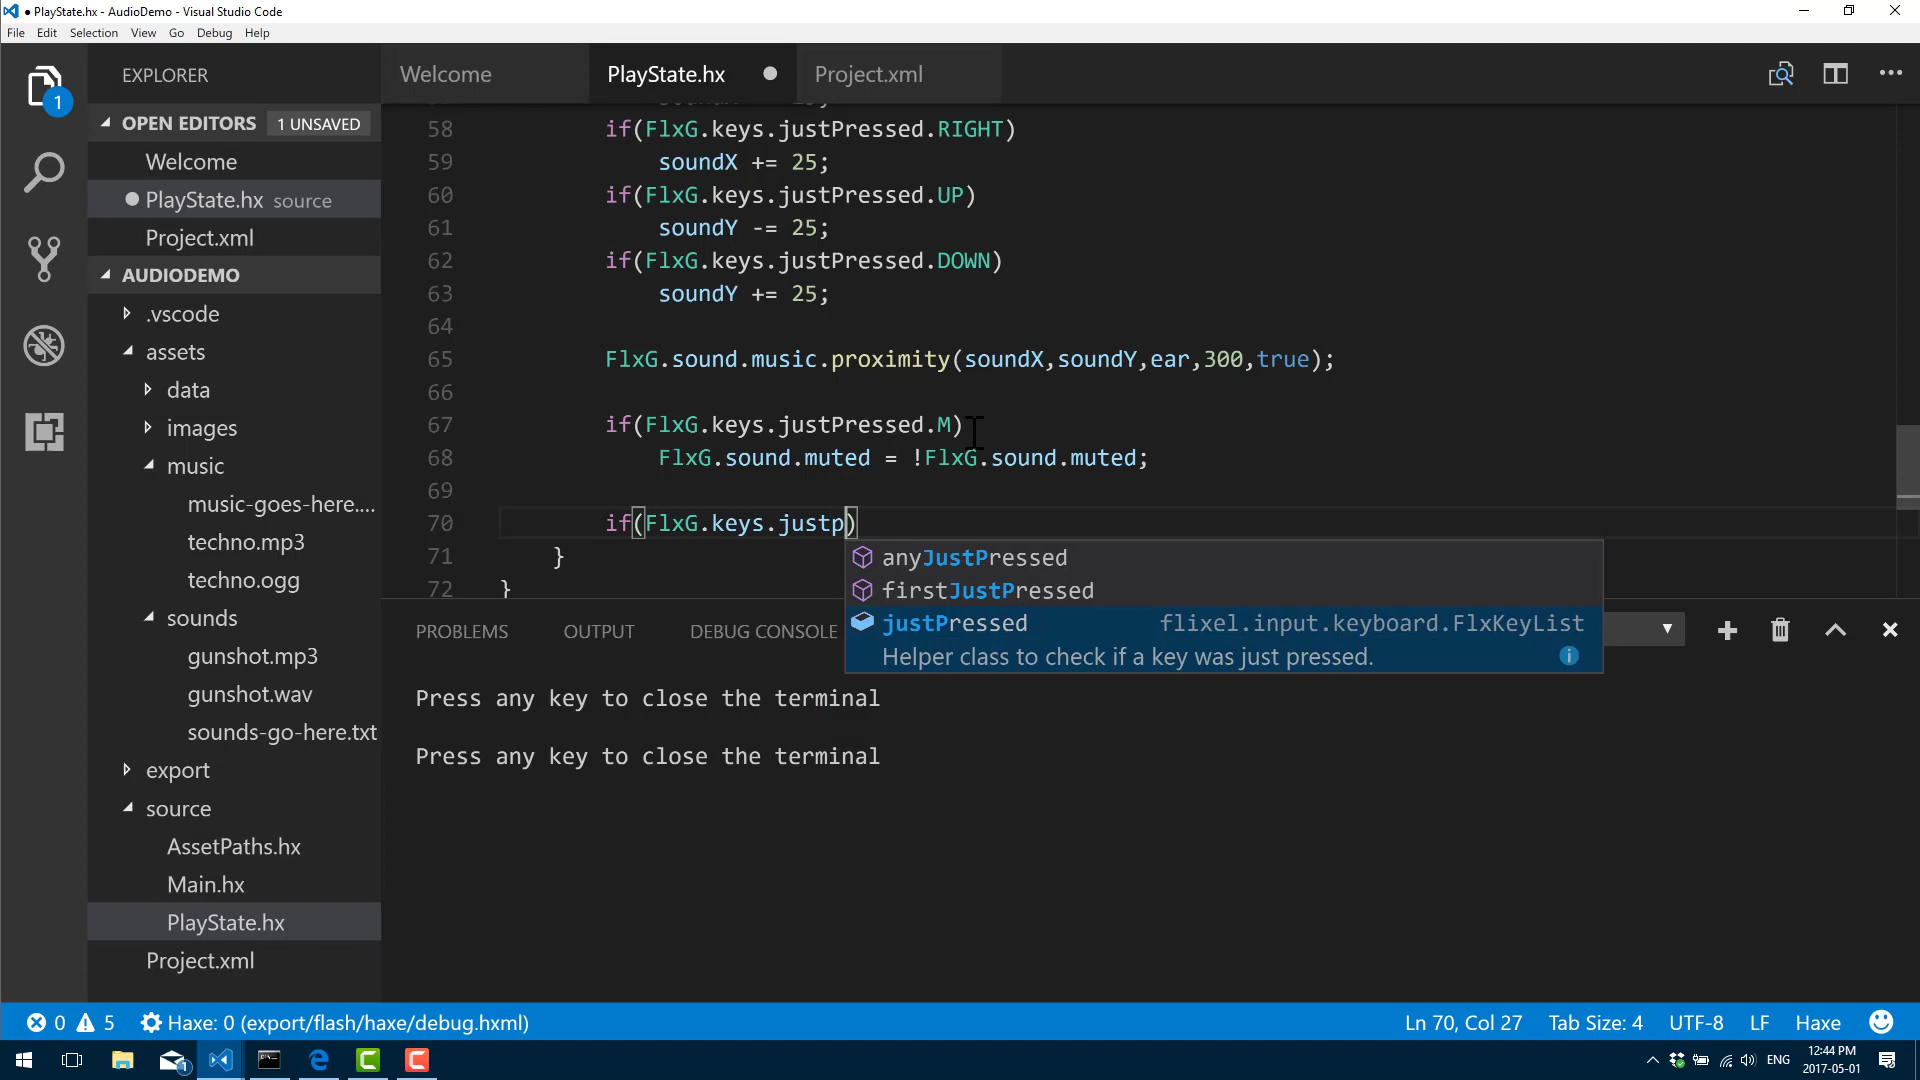 PlayState.hx - AudioDemo - Visual Studio Code
File Edit Selection View Go Debug Help
EXPLORER
Welcome PlayState.hx Project.xml
1
OPEN EDITORS 1 UNSAVED
Welcome
PlayState.hx source
Project.xml
AUDIODEMO
.vscode
assets
data
images
music
music-goes-here....
techno.mp3
techno.ogg
sounds
gunshot.mp3
gunshot.wav
sounds-go-here.txt
export
source
AssetPaths.hx
Main.hx
PlayState.hx
Project.xml
58 if(FlxG.keys.justPressed.RIGHT)
59 soundX += 25;
60 if(FlxG.keys.justPressed.UP)
61 soundY -= 25;
62 if(FlxG.keys.justPressed.DOWN)
63 soundY += 25;
64
65 FlxG.sound.music.proximity(soundX,soundY,ear,300,true);
66
67 if(FlxG.keys.justPressed.M)
68 FlxG.sound.muted = !FlxG.sound.muted;
69
70 if(FlxG.keys.justp)
71 }
72 }
anyJustPressed
firstJustPressed
justPressed flixel.input.keyboard.FlxKeyList
Helper class to check if a key was just pressed.
PROBLEMS OUTPUT DEBUG CONSOLE
Press any key to close the terminal
Press any key to close the terminal
0 5 Haxe: 0 (export/flash/haxe/debug.hxml) Ln 70, Col 27 Tab Size: 4 UTF-8 LF Haxe
1 ENG 12:44 PM
2017-05-01